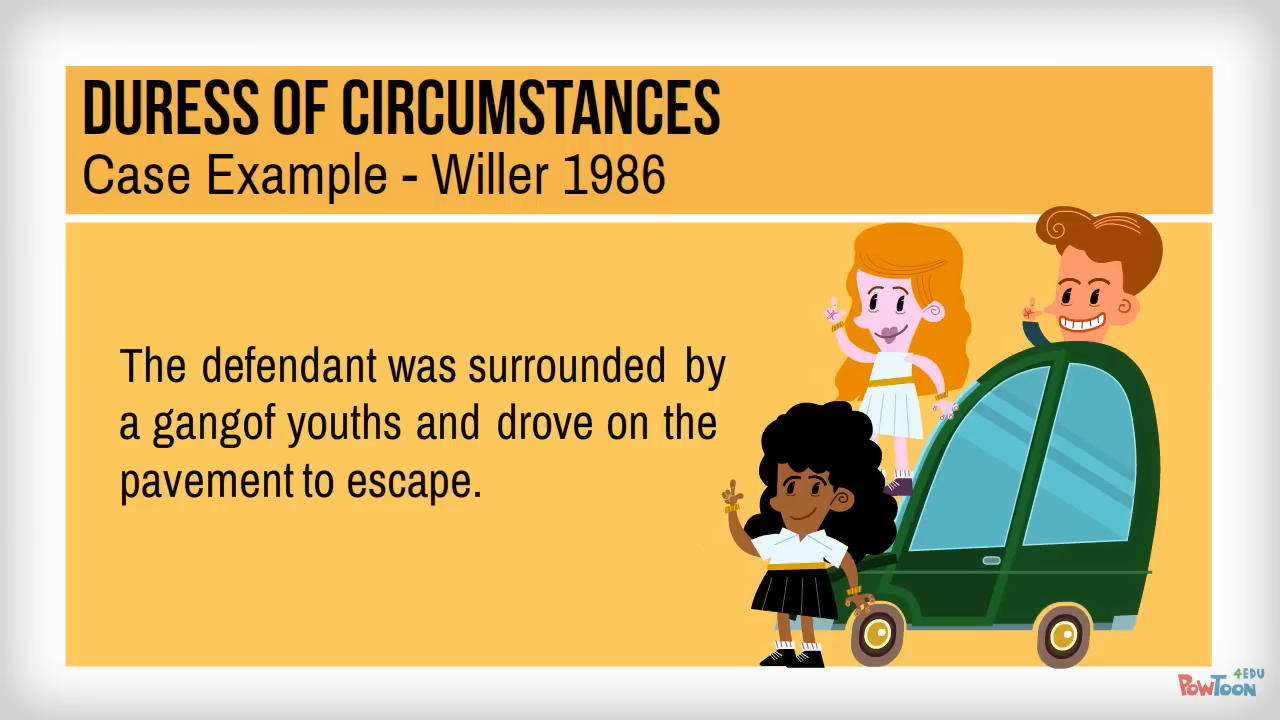 DURESS OF CIRCUMSTANCES
Case Example - Willer 1986
The defendant was surrounded by
a gangof youths and drove on the
pavement to escape.
4EDU
POWTOON